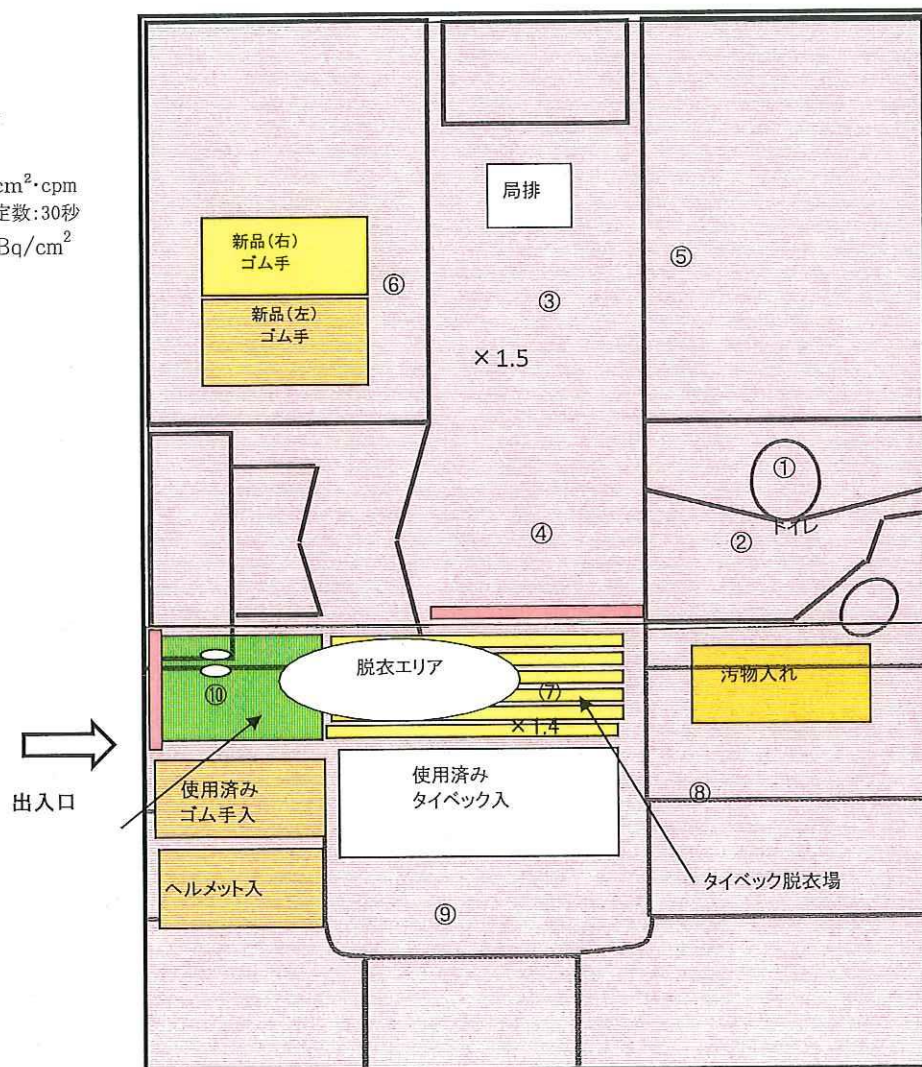 cm²･cpm
定数:30秒
Bq/cm²
局排
新品(右)
ゴム手
新品(左)
ゴム手
⑥
③
⑤
×1.5
①
④
②
トイレ
脱衣エリア
⑦
⑩
×1.4
汚物入れ
出入口
使用済み
ゴム手入
使用済み
タイベック入
⑧
ヘルメット入
⑨
タイベック脱衣場